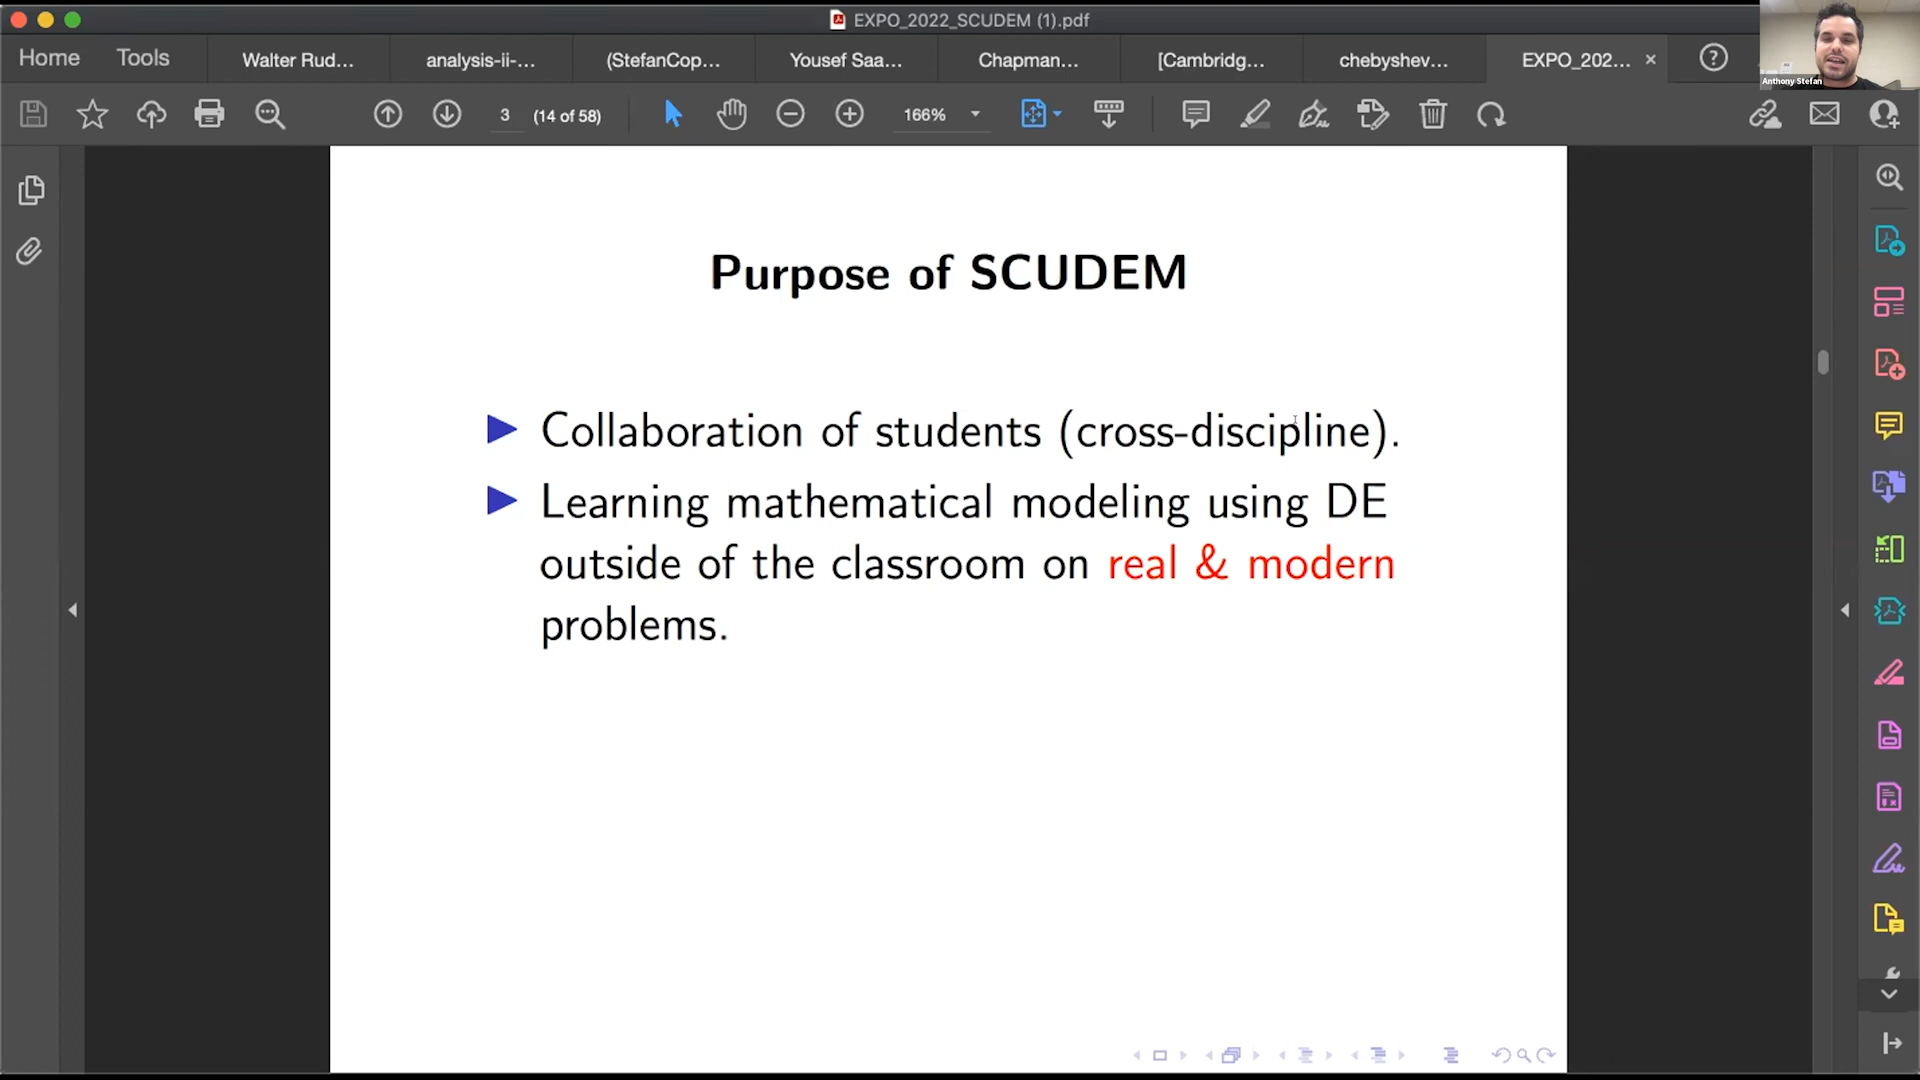 EXPO_2022_SCUDEM (1).pdf
Home Tools Walter Rud... analysis-ii-... (StefanCop... Yousef Saa... Chapman... [Cambridg... chebyshev... EXPO_202...
Anthony Stefan
3 (14 of 58) 166%
Purpose of SCUDEM
Collaboration of students (cross-discipline).
Learning mathematical modeling using DE
outside of the classroom on real & modern
problems.